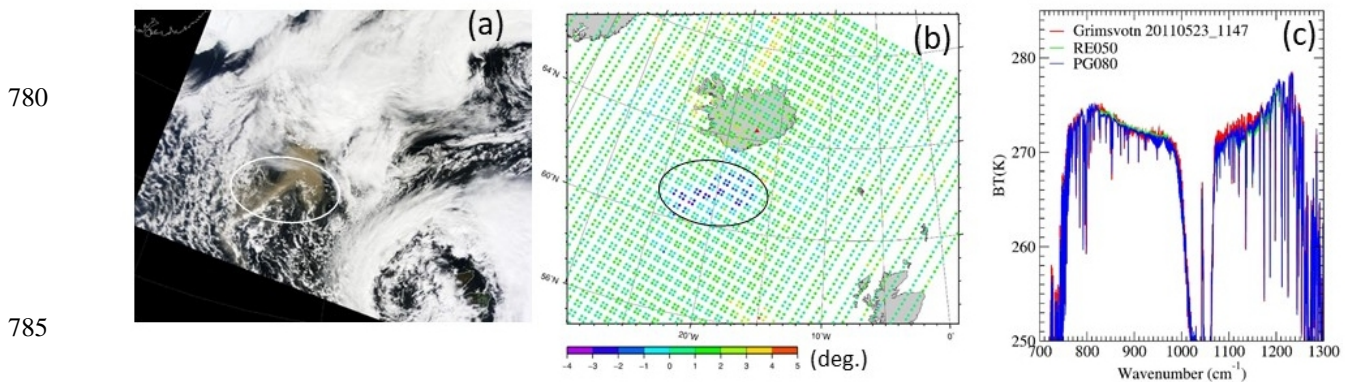 780
785
(a)
(b)
64˚N
60˚N
56˚N
20˚W
10˚W
0˚
-4 -3 -2 -1 0 1 2 3 4 5 (deg.)
(c)
Grimsvotn 20110523_1147
RE050
PG080
BT(K)
280
270
260
250
700 800 900 1000 1100 1200 1300
Wavenumber (cm-1)